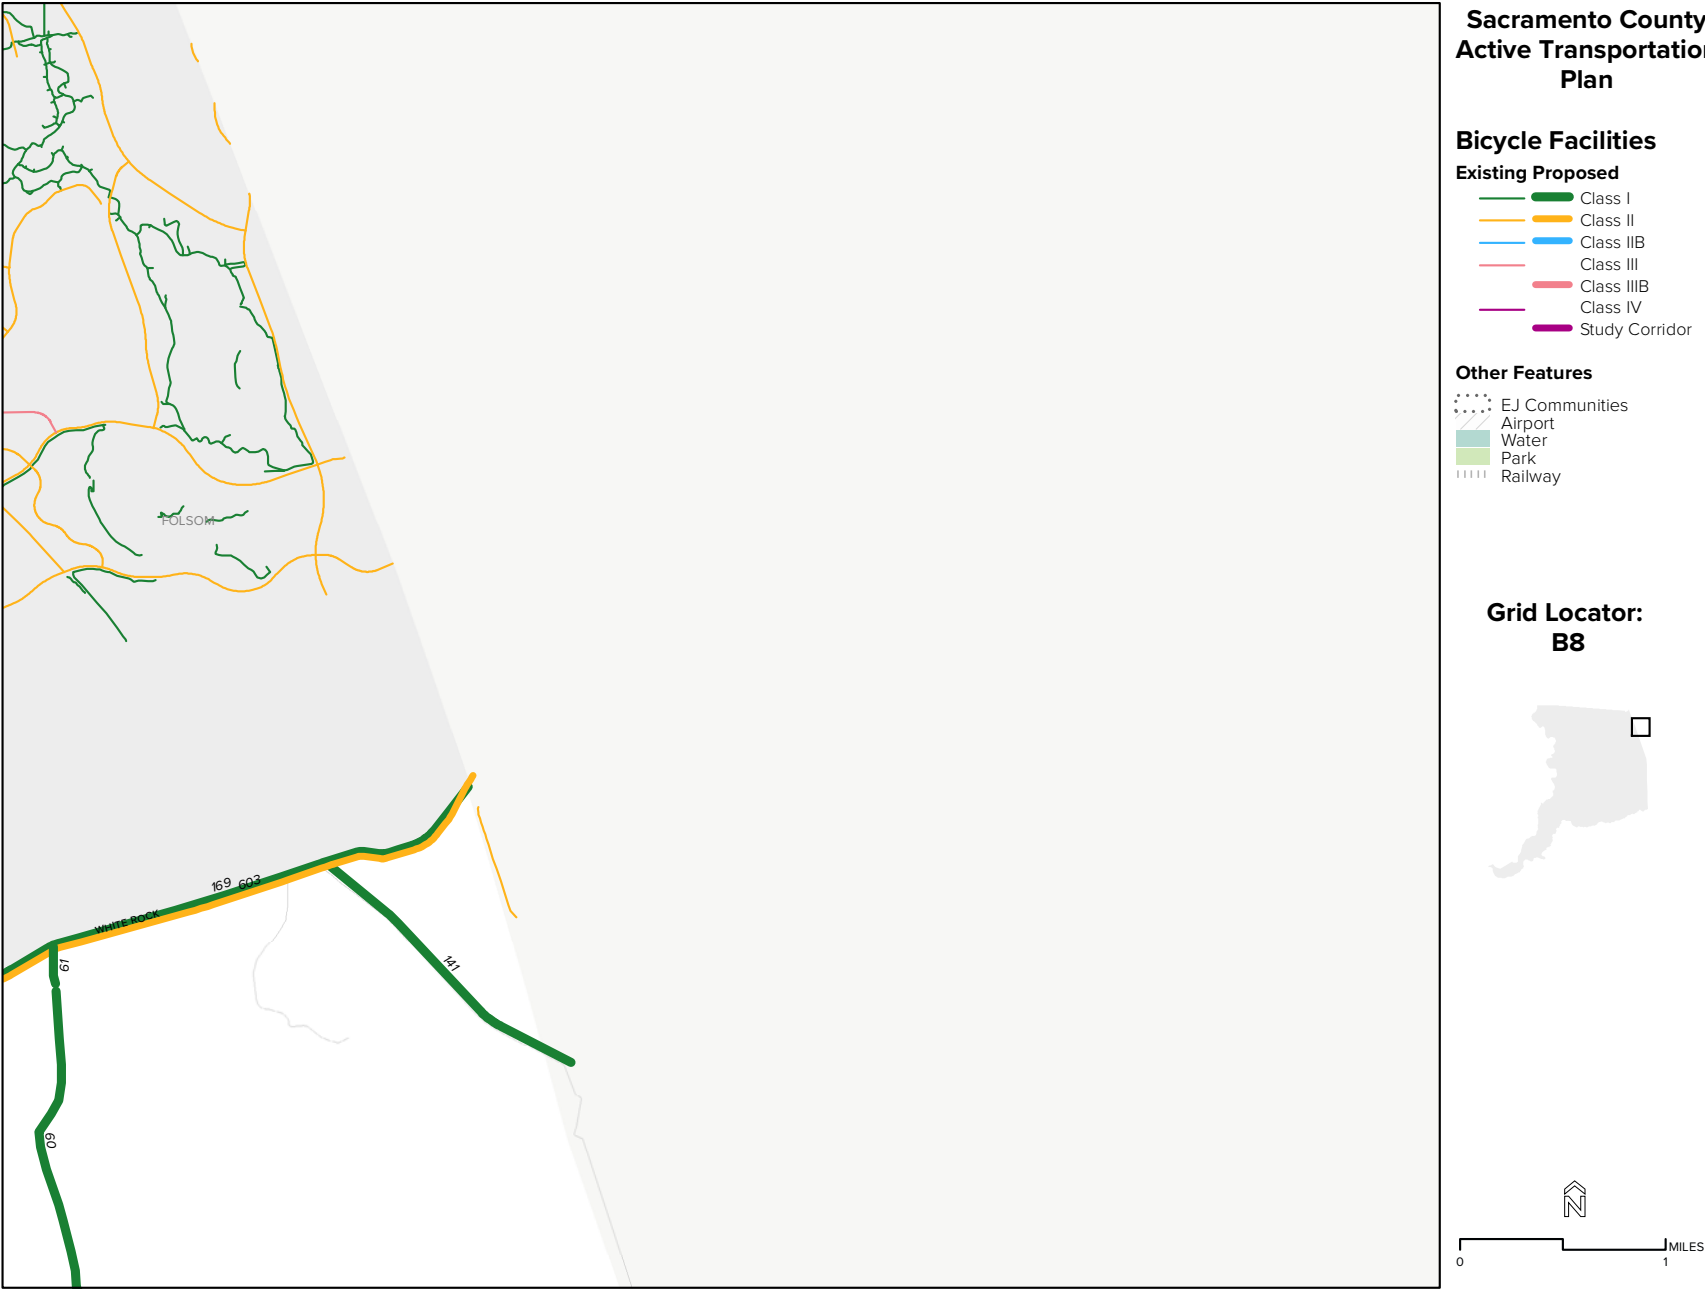 Sacramento County
Active Transportation
Plan
Bicycle Facilities
Existing Proposed
Class I
Class II
Class IIB
Class III
Class IIIB
Class IV
Study Corridor
Other Features
EJ Communities
Airport
Water
Park
Railway
FOLSOM
Grid Locator:
B8
169 603
WHITE ROCK
61
141
60
N
MILES
0 1